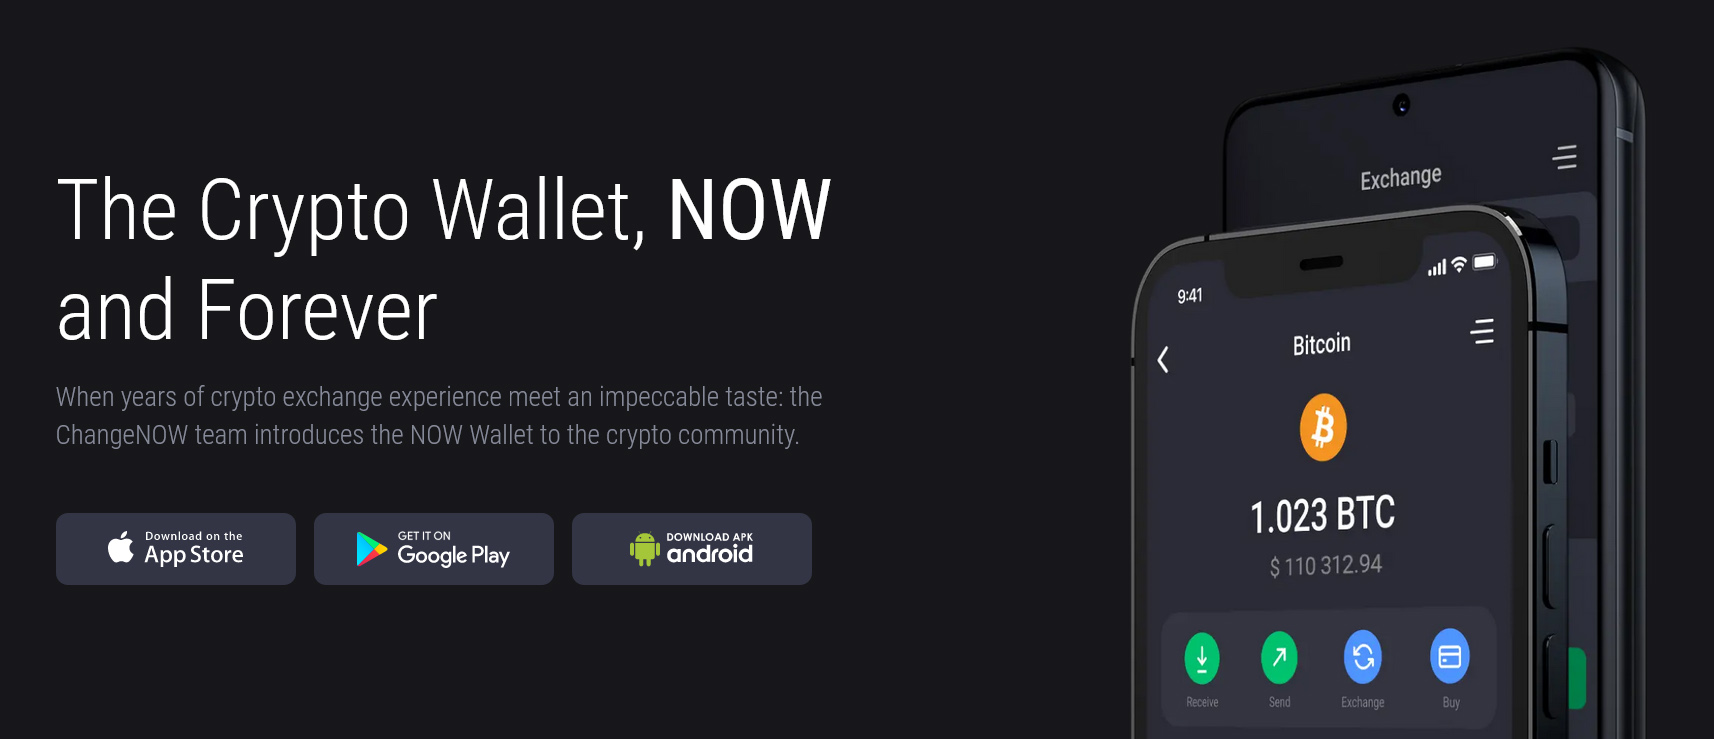 The Crypto Wallet, NOW
and Forever
When years of crypto exchange experience meet an impeccable taste: the
ChangeNOW team introduces the NOW Wallet to the crypto community.
Download on the
App Store
GET IT ON
Google Play
DOWNLOAD APK
android
Exchange
9:41
Bitcoin
1.023 BTC
$ 110 312.94
Receive
Send
Exchange
Buy